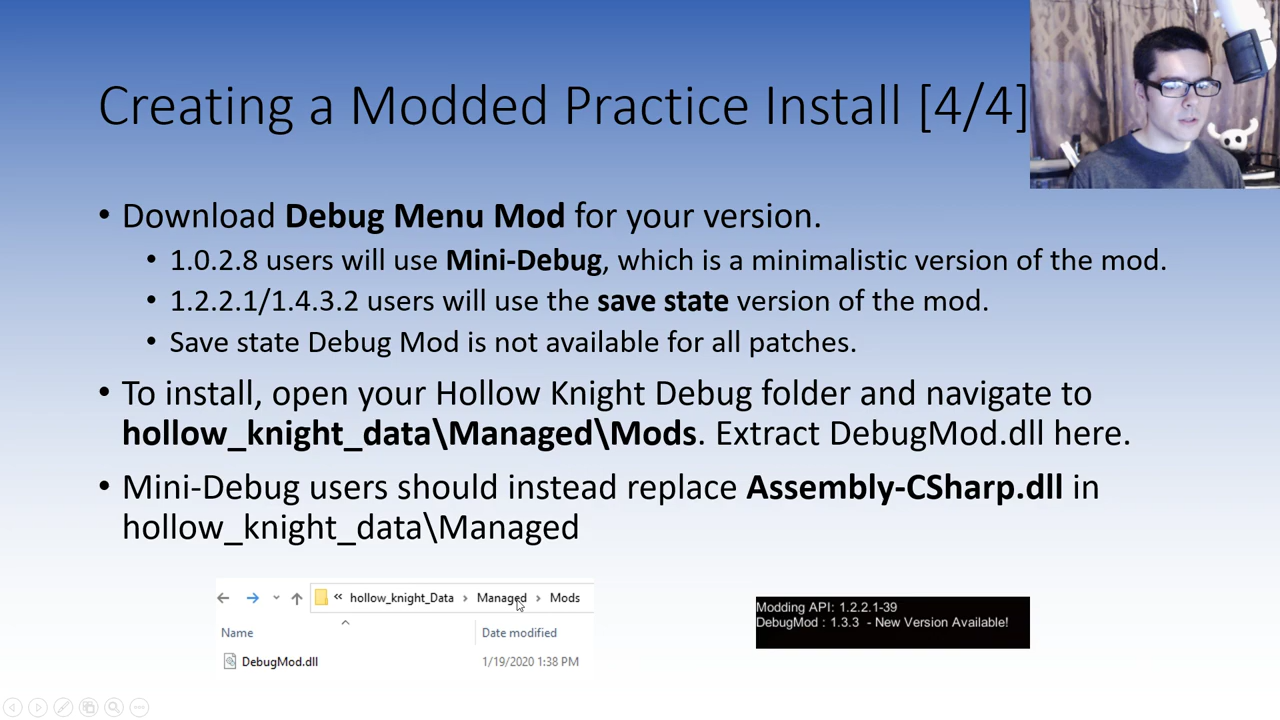 Creating a Modded Practice Install [4/4]
• Download Debug Menu Mod for your version.
• 1.0.2.8 users will use Mini-Debug, which is a minimalistic version of the mod.
• 1.2.2.1/1.4.3.2 users will use the save state version of the mod.
• Save state Debug Mod is not available for all patches.
• To install, open your Hollow Knight Debug folder and navigate to
hollow_knight_data\Managed\Mods. Extract DebugMod.dll here.
• Mini-Debug users should instead replace Assembly-CSharp.dll in
hollow_knight_data\Managed
« hollow_knight_Data > Managed > Mods
Name Date modified
DebugMod.dll 1/19/2020 1:38 PM
Modding API: 1.2.2.1-39
DebugMod : 1.3.3 - New Version Available!